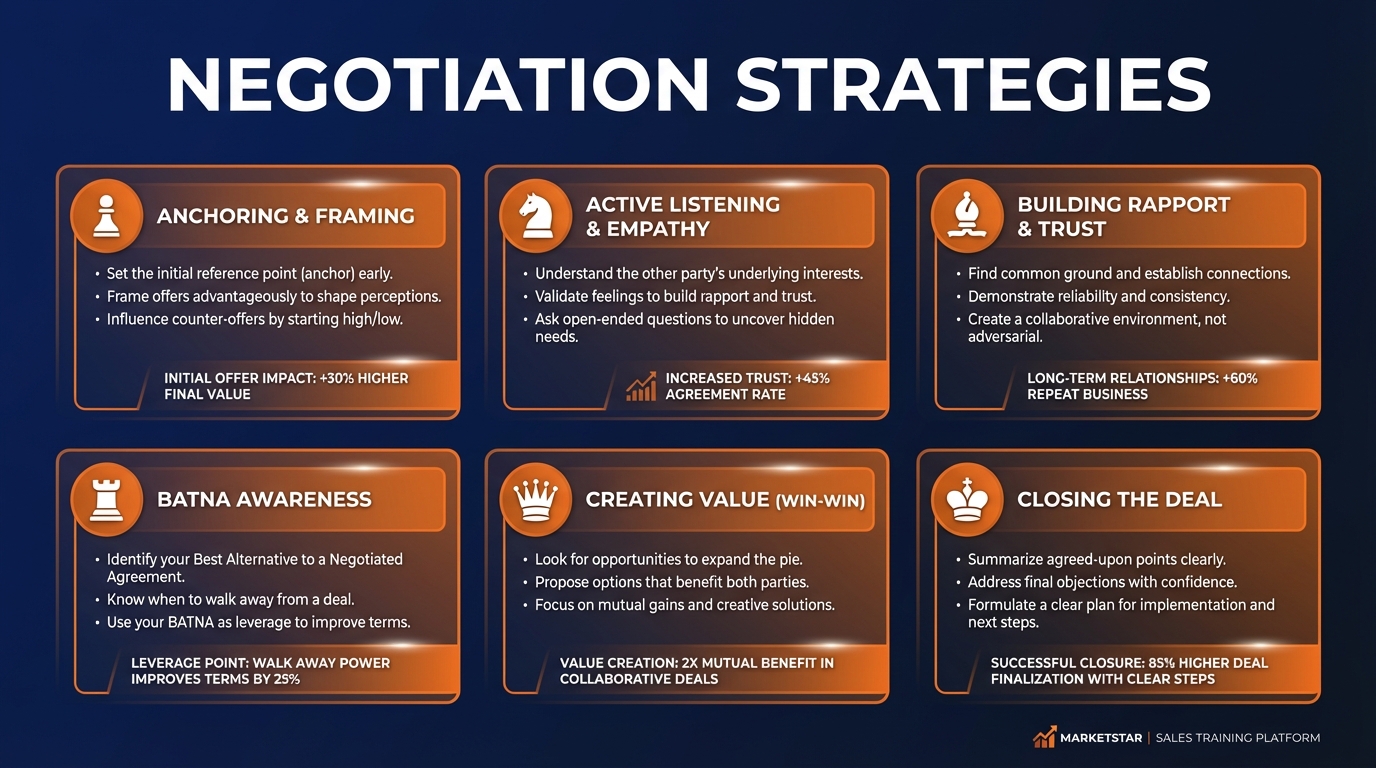 NEGOTIATION STRATEGIES
ANCHORING & FRAMING
• Set the initial reference point (anchor) early.
• Frame offers advantageously to shape perceptions.
• Influence counter-offers by starting high/low.
INITIAL OFFER IMPACT: +30% HIGHER
FINAL VALUE
ACTIVE LISTENING
& EMPATHY
• Understand the other party's underlying interests.
• Validate feelings to build rapport and trust.
• Ask open-ended questions to uncover hidden
needs.
INCREASED TRUST: +45%
AGREEMENT RATE
BUILDING RAPPORT
& TRUST
• Find common ground and establish connections.
• Demonstrate reliability and consistency.
• Create a collaborative environment, not
adversarial.
LONG-TERM RELATIONSHIPS: +60%
REPEAT BUSINESS
BATNA AWARENESS
• Identify your Best Alternative to a Negotiated
Agreement.
• Know when to walk away from a deal.
• Use your BATNA as leverage to improve terms.
LEVERAGE POINT: WALK AWAY POWER
IMPROVES TERMS BY 25%
CREATING VALUE (WIN-WIN)
• Look for opportunities to expand the pie.
• Propose options that benefit both parties.
• Focus on mutual gains and creative solutions.
VALUE CREATION: 2X MUTUAL BENEFIT IN
COLLABORATIVE DEALS
CLOSING THE DEAL
• Summarize agreed-upon points clearly.
• Address final objections with confidence.
• Formulate a clear plan for implementation and
next steps.
SUCCESSFUL CLOSURE: 85% HIGHER DEAL
FINALIZATION WITH CLEAR STEPS
MARKETSTAR | SALES TRAINING PLATFORM